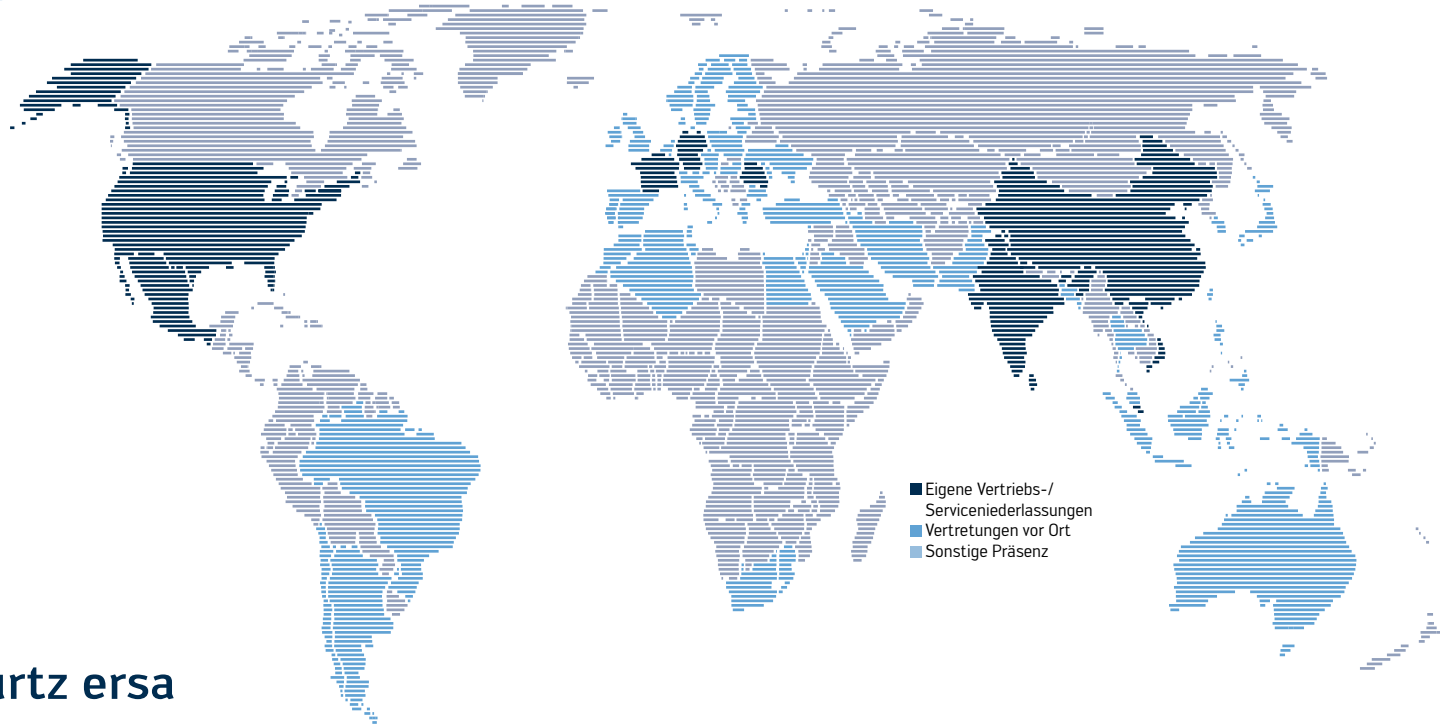 Eigene Vertriebs-/
Serviceniederlassungen
Vertretungen vor Ort
Sonstige Präsenz
urtz ersa